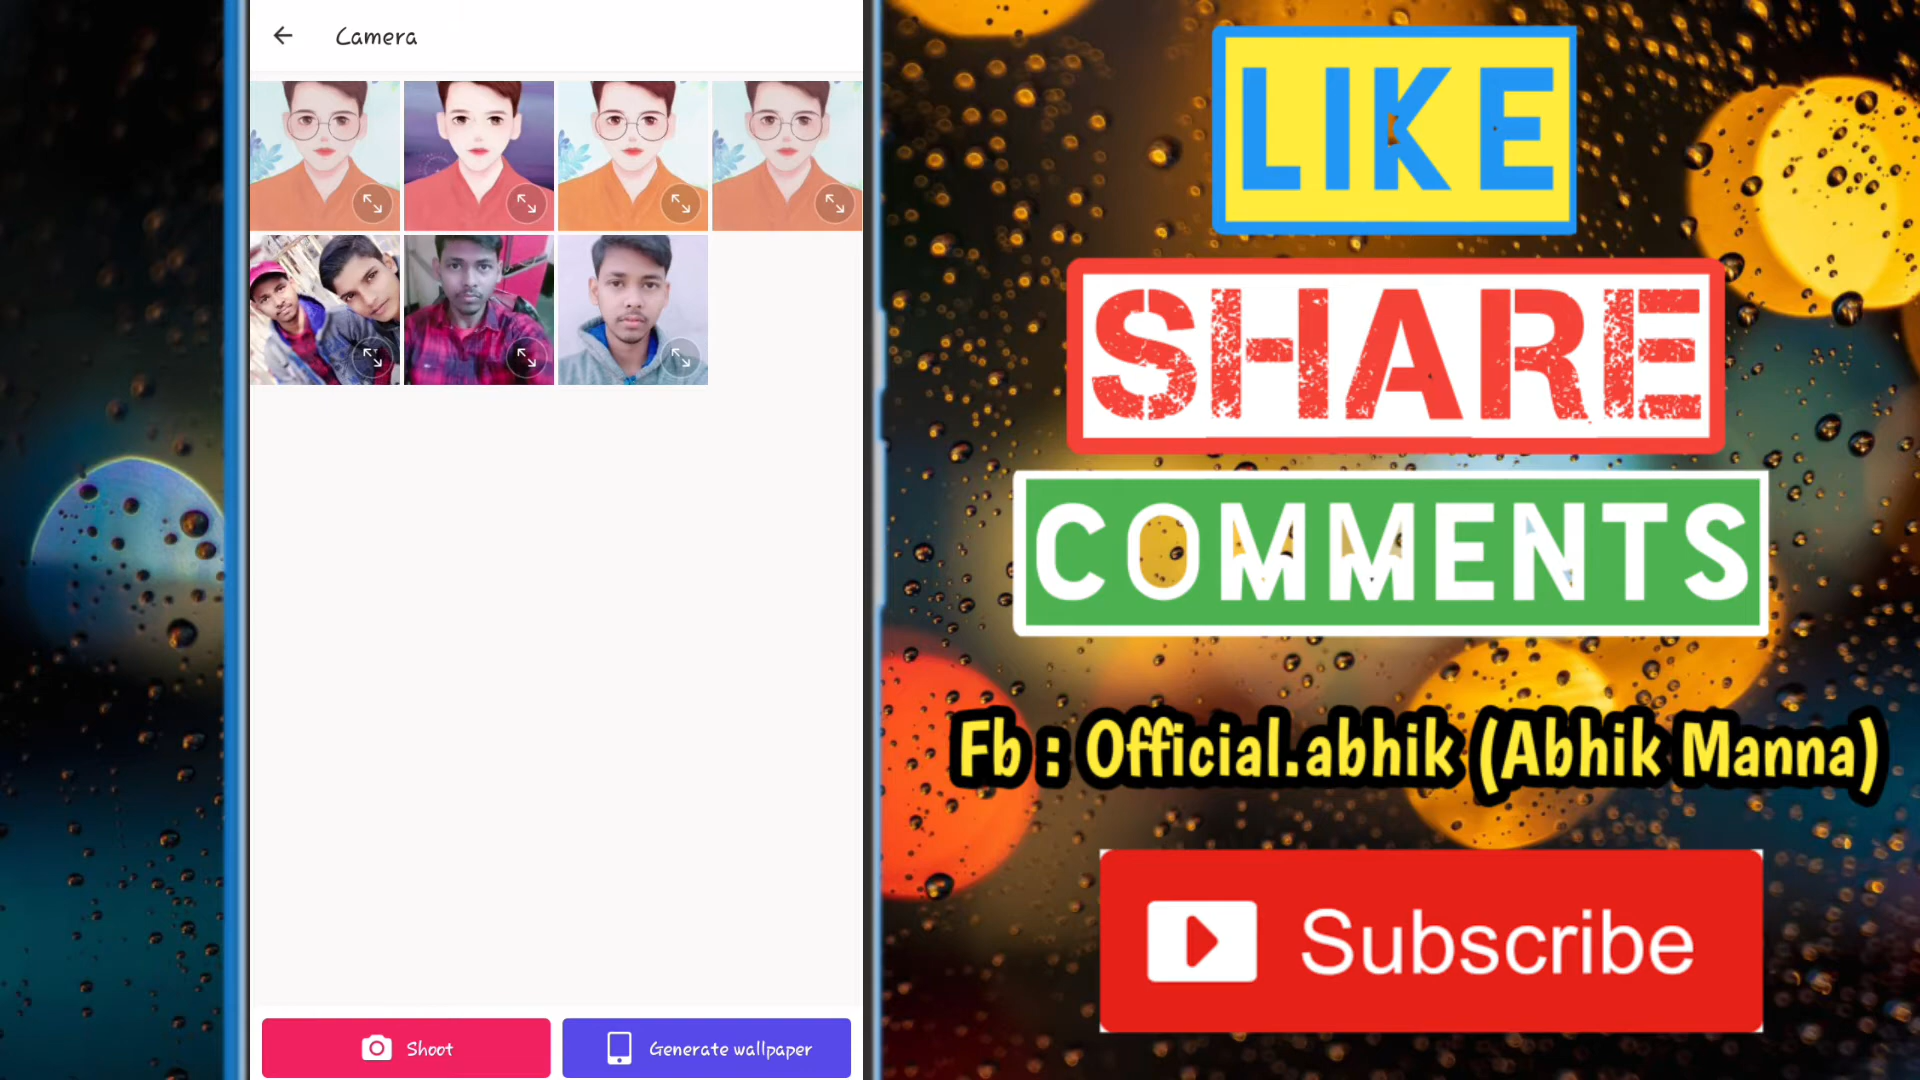 Camera
Shoot
Generate wallpaper
LIKE
SHARE
COMMENTS
Fb : Official.abhik (Abhik Manna)
Subscribe